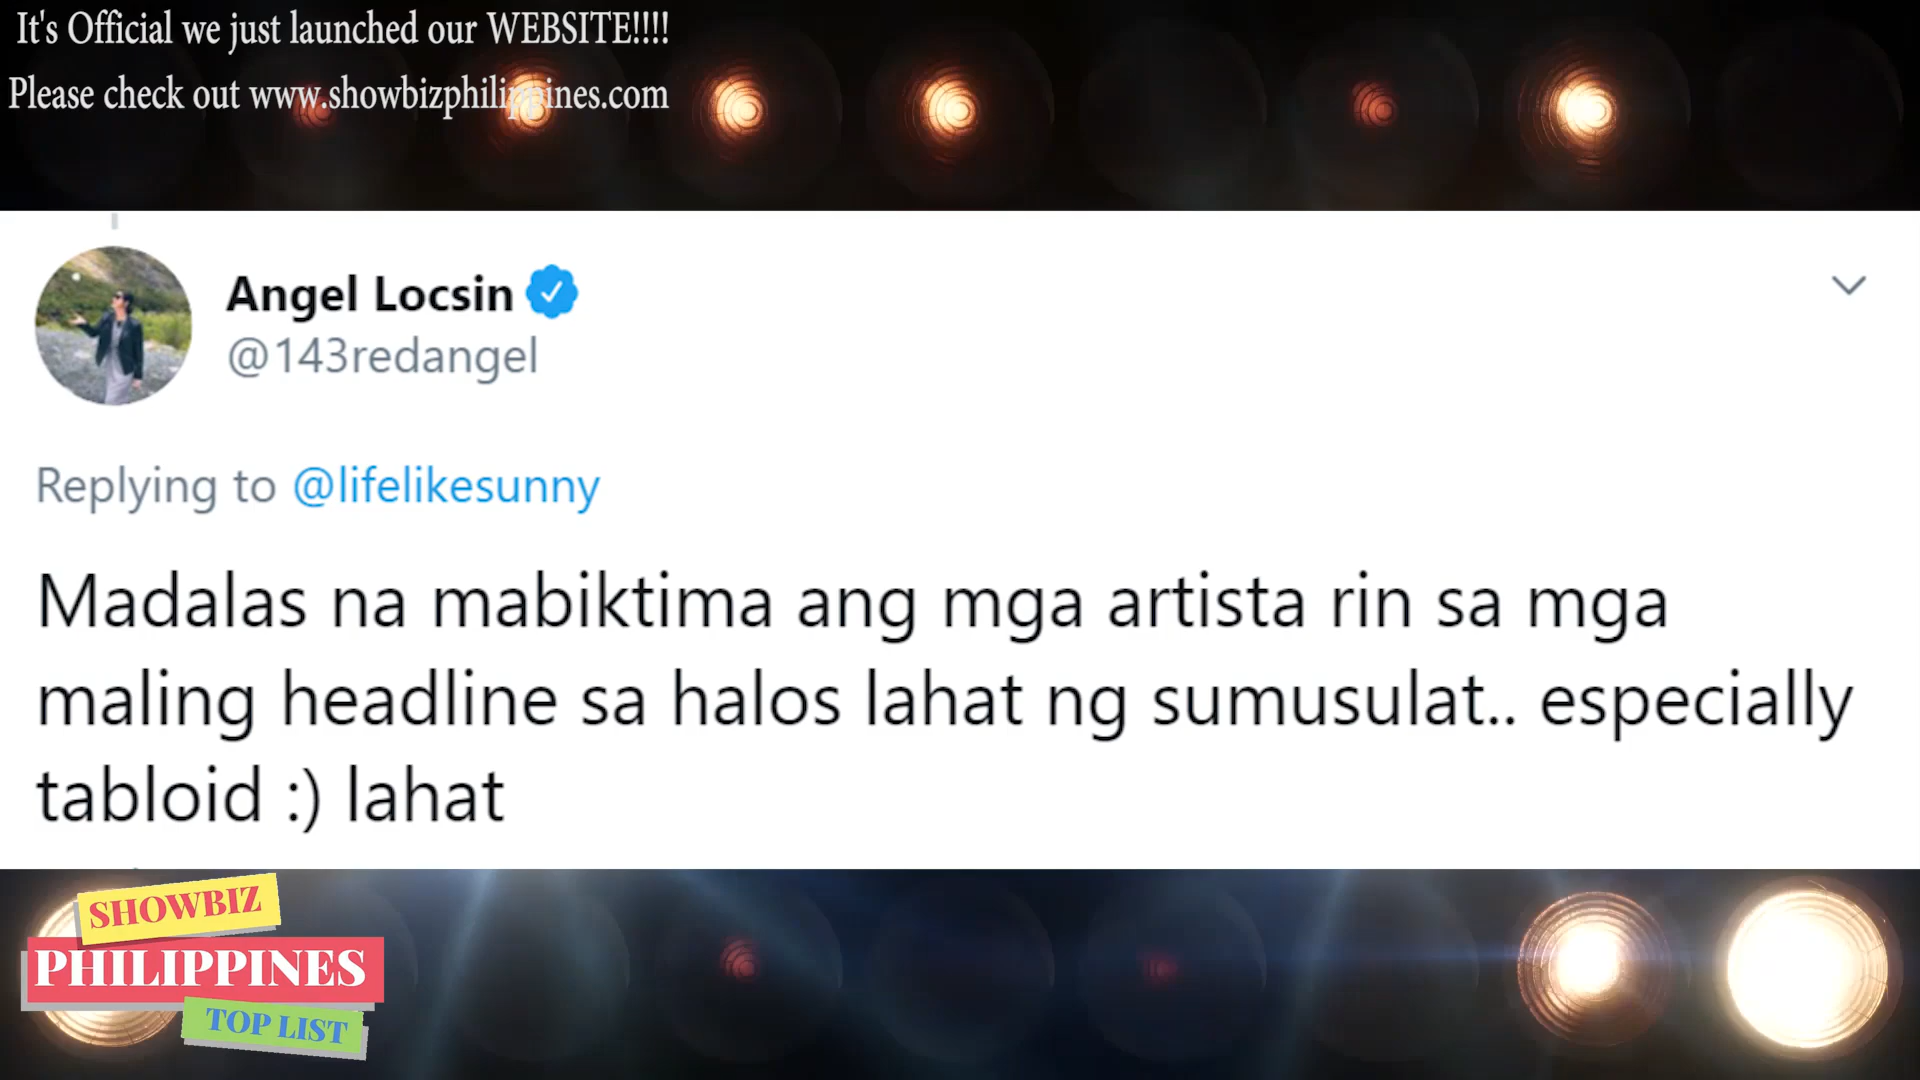 It's Official we just launched our WEBSITE!!!!
Please check out www.showbizphilippines.com
Angel Locsin
@143redangel
Replying to @lifelikesunny
Madalas na mabiktima ang mga artista rin sa mga
maling headline sa halos lahat ng sumusulat.. especially
tabloid :) lahat
SHOWBIZ
PHILIPPINES
TOP LIST